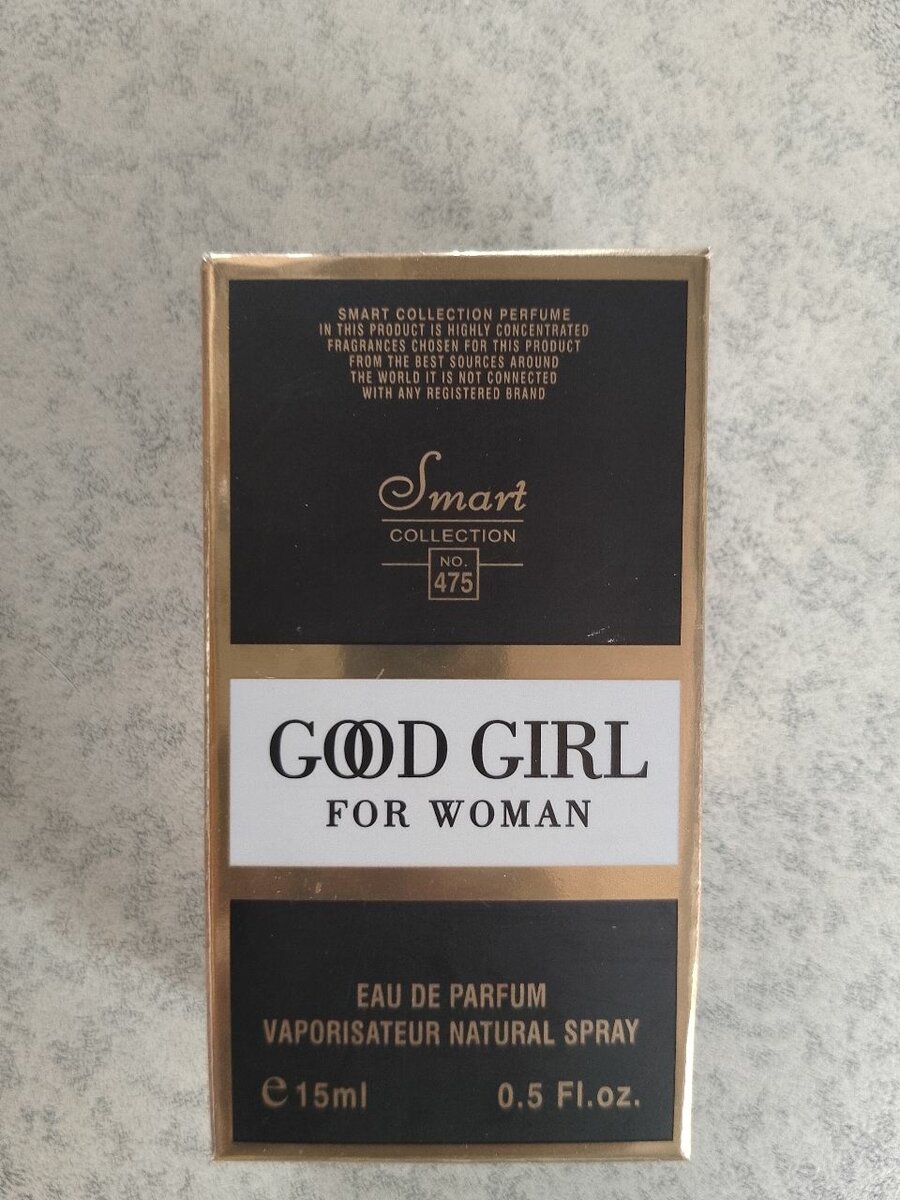 SMART COLLECTION PERFUME
IN THIS PRODUCT IS HIGHLY CONCENTRATED
FRAGRANCES CHOSEN FOR THIS PRODUCT
FROM THE BEST SOURCES AROUND
THE WORLD IT IS NOT CONNECTED
WITH ANY REGISTERED BRAND
Smart
COLLECTION
NO.
475
GOOD GIRL
FOR WOMAN
EAU DE PARFUM
VAPORISATEUR NATURAL SPRAY
e 15ml 0.5 Fl.oz.